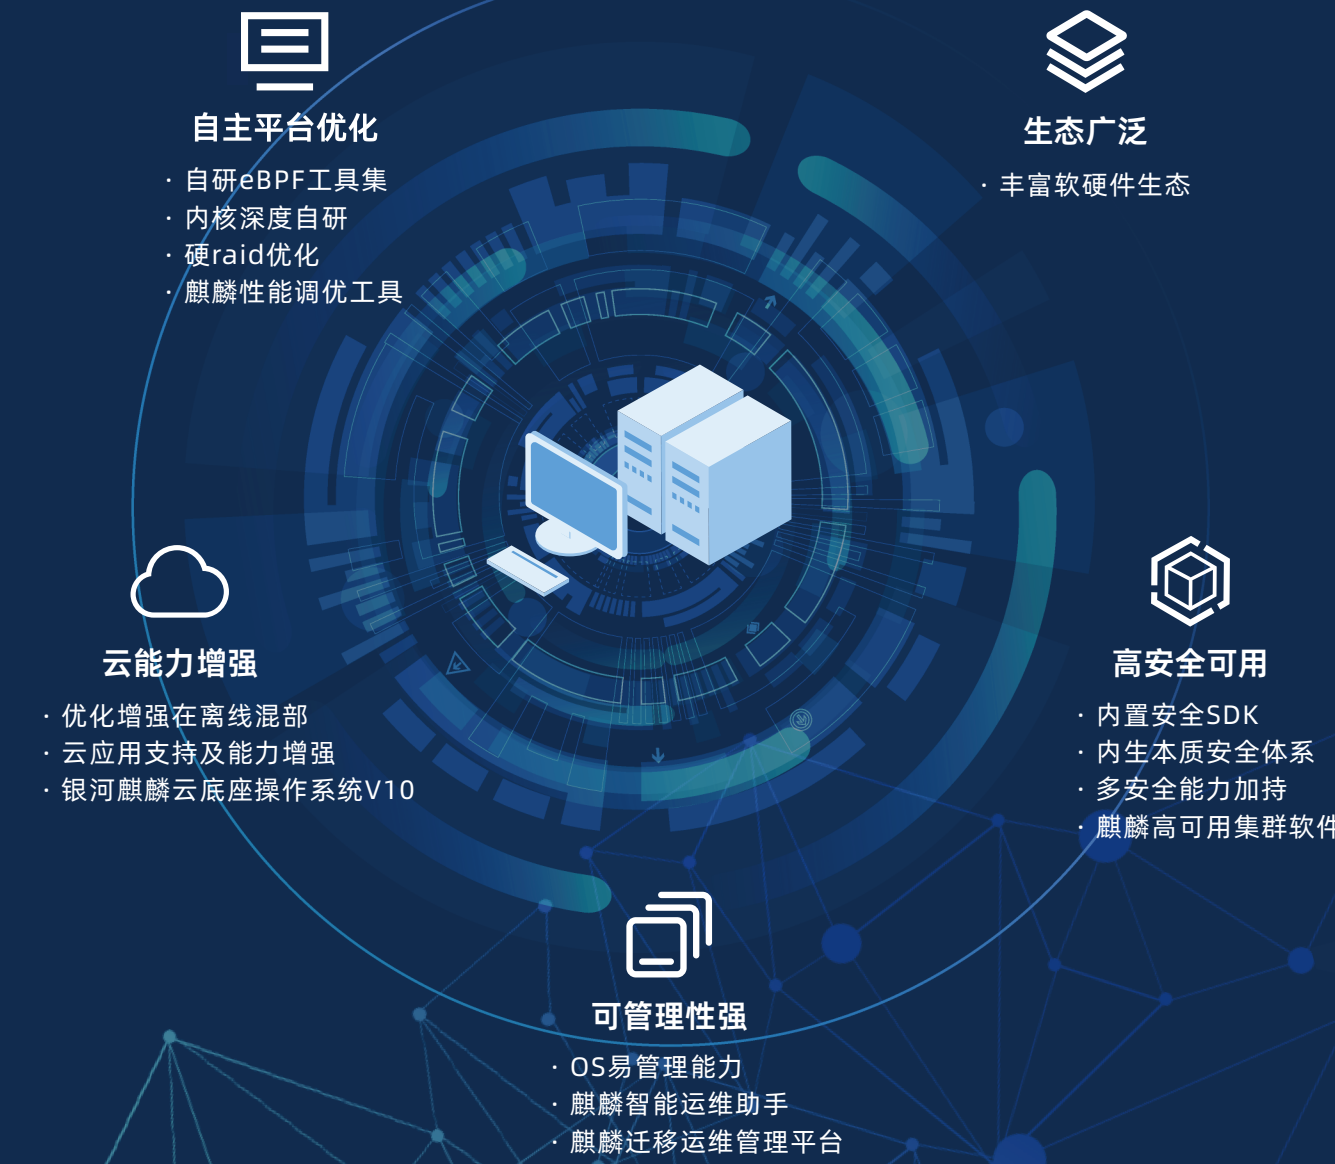 自主平台优化
· 自研eBPF工具集
· 内核深度自研
· 硬raid优化
· 麒麟性能调优工具
生态广泛
· 丰富软硬件生态
云能力增强
· 优化增强在离线混部
· 云应用支持及能力增强
· 银河麒麟云底座操作系统V10
高安全可用
· 内置安全SDK
· 内生本质安全体系
· 多安全能力加持
· 麒麟高可用集群软件
可管理性强
· OS易管理能力
· 麒麟智能运维助手
· 麒麟迁移运维管理平台